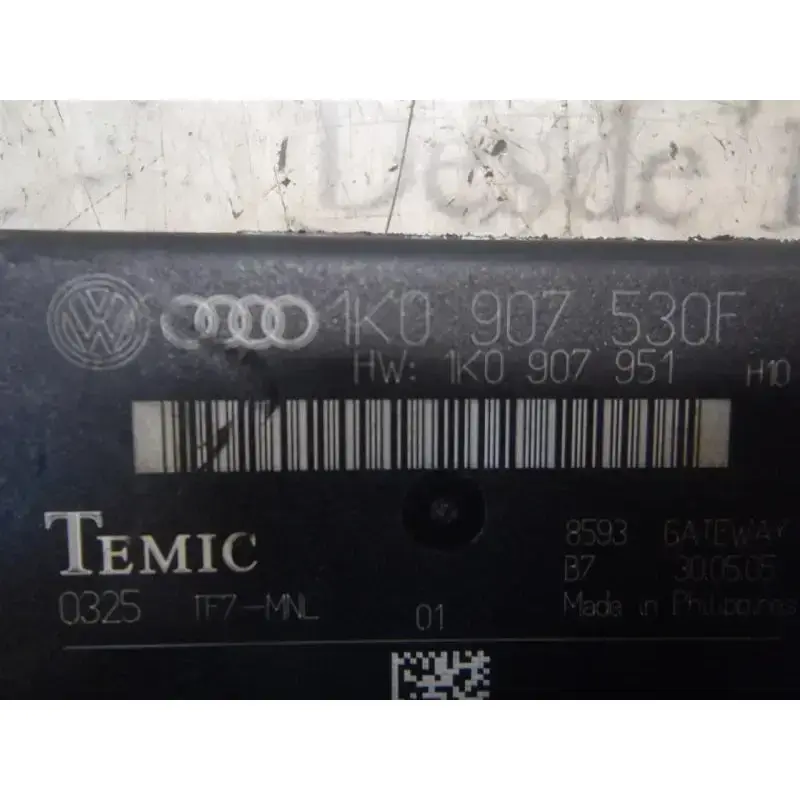 Desde
1K0 907 530F
HW: 1K0 907 951 H10
TEMIC
8593 GATEWAY
B7 30.05.05
0325 TF7-MNL 01
Made in Philippines